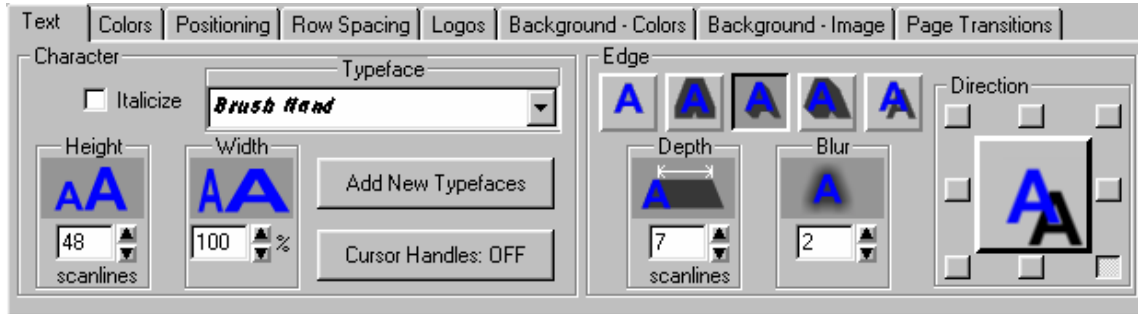 Text Colors Positioning Row Spacing Logos Background - Colors Background - Image Page Transitions
Character
Typeface
Italicize
Brush Hand
Height
Width
48
scanlines
100 %
Add New Typefaces
Cursor Handles: OFF
Edge
Depth
7
scanlines
Blur
2
Direction